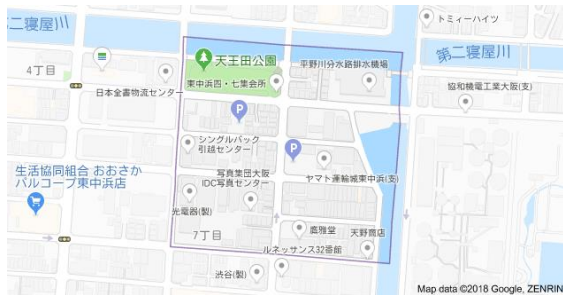 トミィーハイツ
二寝屋川
天王田公園
平野川分水路排水機場
第二寝屋川
4丁目
日本全書物流センター
東中浜四・七集会所
協和機電工業大阪(支)
P
シングルパック
引越センター
P
生活協同組合 おおさか
パルコープ東中浜店
写真集団大阪
IDC写真センター
ヤマト運輸城東中浜(支)
光電器(製)
7丁目
鷹雅堂
天野商店
ルネッサンス32番館
渋谷(製)
Map data ©2018 Google, ZENRIN